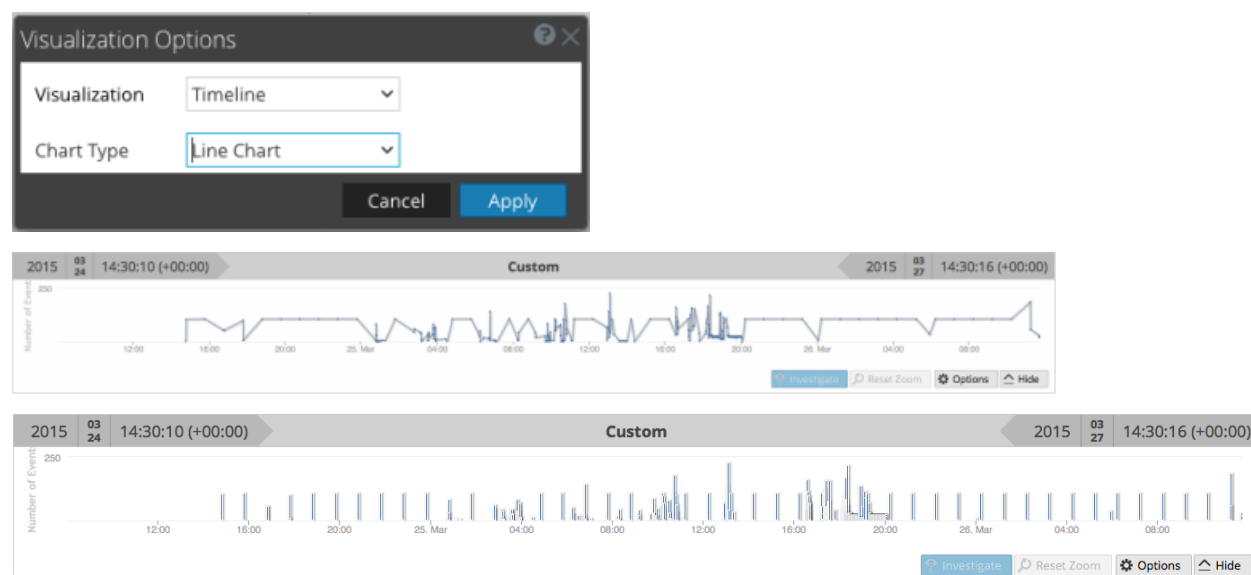 Visualization Options
Visualization Timeline
Chart Type Line Chart
Cancel Apply
2015 03 24 14:30:10 (+00:00) Custom 2015 03 27 14:30:16 (+00:00)
250
Number of Event
12:00 16:00 20:00 25. Mar 04:00 08:00 12:00 16:00 20:00 26. Mar 04:00 08:00
Investigate Reset Zoom Options Hide
2015 03 24 14:30:10 (+00:00) Custom 2015 03 27 14:30:16 (+00:00)
250
Number of Event
12:00 16:00 20:00 25. Mar 04:00 08:00 12:00 16:00 20:00 26. Mar 04:00 08:00
Investigate Reset Zoom Options Hide